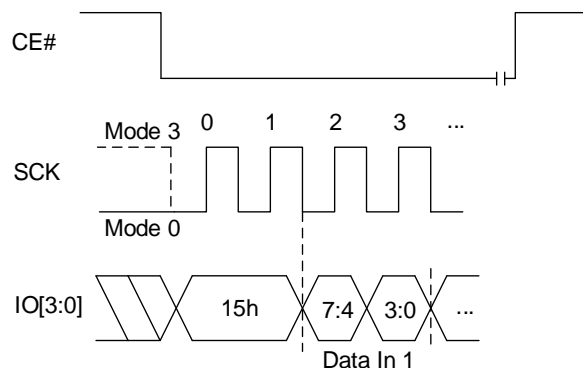 CE#
0 1 2 3 ...
Mode 3
SCK
Mode 0
IO[3:0] 15h 7:4 3:0 ...
Data In 1